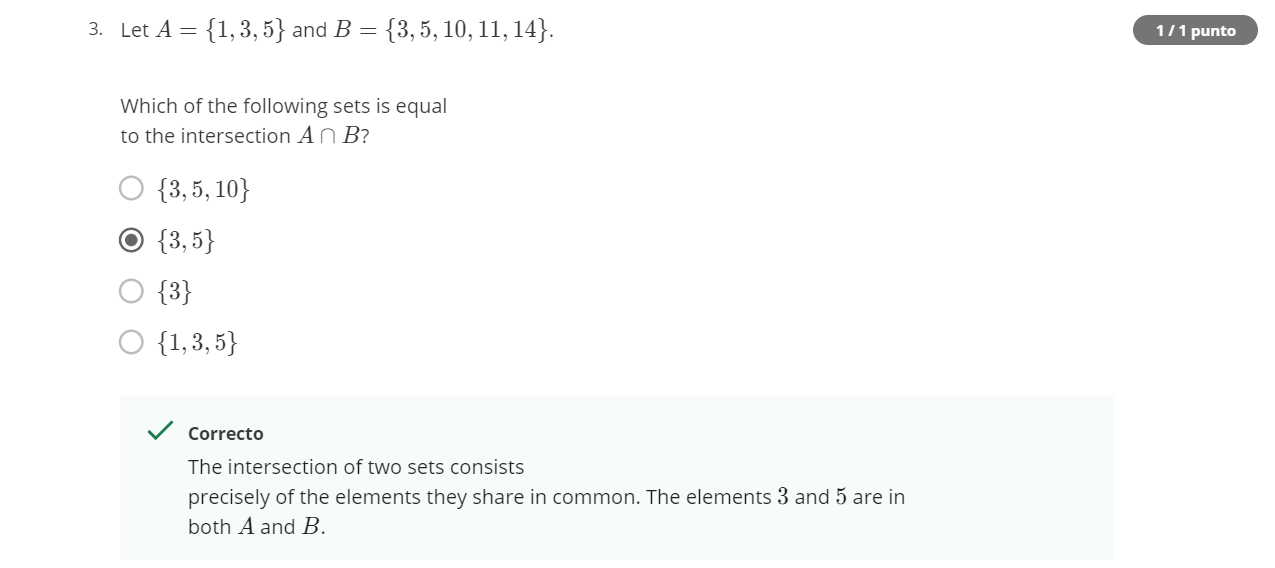 3. Let A = {1, 3, 5} and B = {3, 5, 10, 11, 14}.
1 / 1 punto
Which of the following sets is equal
to the intersection A ∩ B?
{3, 5, 10}
{3, 5}
{3}
{1, 3, 5}
Correcto
The intersection of two sets consists
precisely of the elements they share in common. The elements 3 and 5 are in
both A and B.